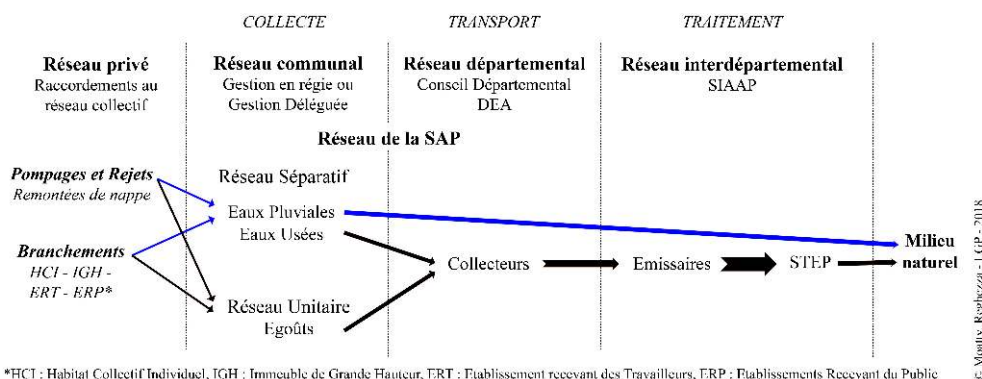 COLLECTE
TRANSPORT
TRAITEMENT
Réseau privé
Raccordements au
réseau collectif
Réseau communal
Gestion en régie ou
Gestion Déléguée
Réseau départemental
Conseil Départemental
DEA
Réseau interdépartemental
SIAAP
Réseau de la SAP
Pompages et Rejets
Remontées de nappe
Branchements
HCI - IGH -
ERT - ERP*
Réseau Séparatif
Eaux Pluviales
Eaux Usées
Réseau Unitaire
Egoûts
Collecteurs
Emissaires
STEP
Milieu
naturel
2018
*HCI : Habitat Collectif Individuel, IGH : Immeuble de Grande Hauteur, ERT : Etablissement recevant des Travailleurs, ERP : Etablissements Recevant du Public